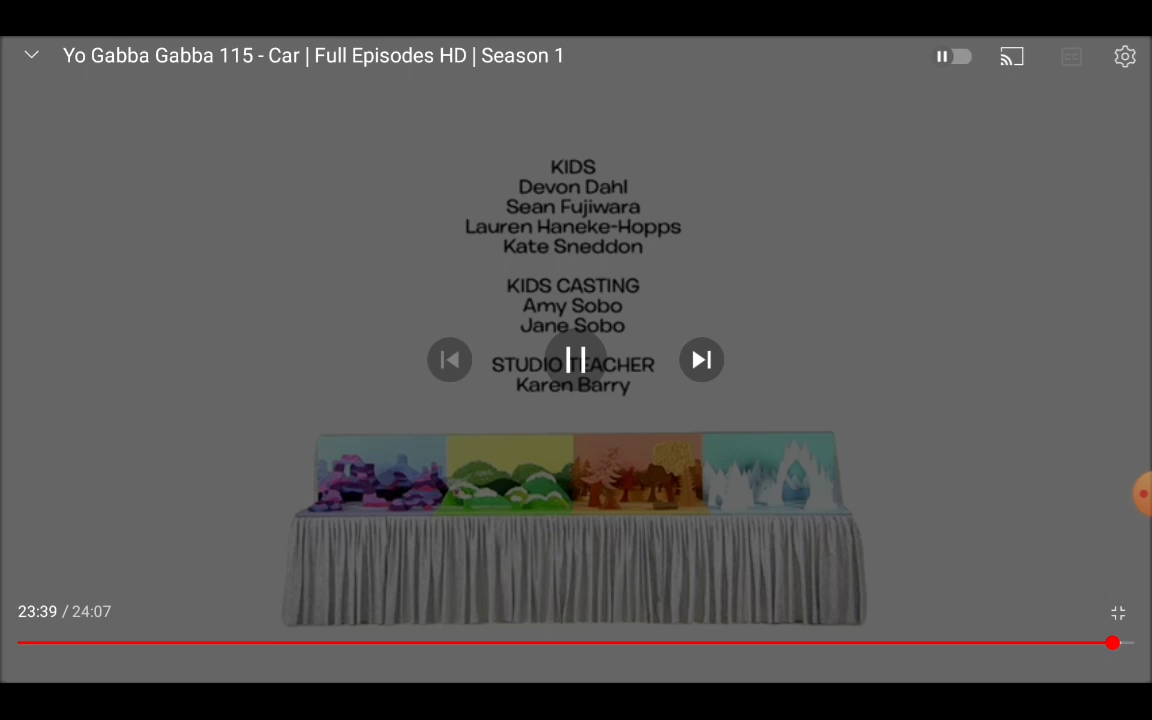 Yo Gabba Gabba 115 - Car | Full Episodes HD | Season 1
CC
KIDS
Devon Dahl
Sean Fujiwara
Lauren Haneke-Hopps
Kate Sneddon
KIDS CASTING
Amy Sobo
Jane Sobo
STUDIO TEACHER
Karen Barry
23:39 / 24:07